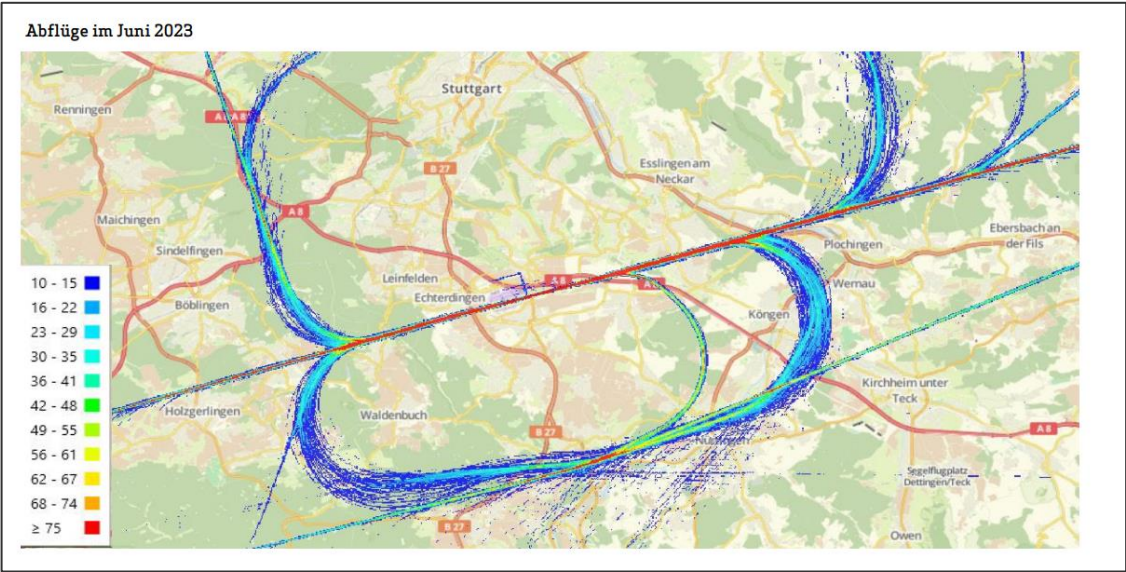 Abflüge im Juni 2023
Stuttgart
Renningen
B 27
Esslingen am
Neckar
Maichingen
A 8
Sindelfingen
Plochingen
Ebersbach an
der Fils
Leinfelden
Echterdingen
A 8
Wernau
Böblingen
Köngen
Holzgerlingen
Waldenbuch
Kirchheim unter
Teck
B 27
A 8
Segelflugplatz
Dettingen/Teck
B 27
Owen
10 - 15
16 - 22
23 - 29
30 - 35
36 - 41
42 - 48
49 - 55
56 - 61
62 - 67
68 - 74
≥ 75